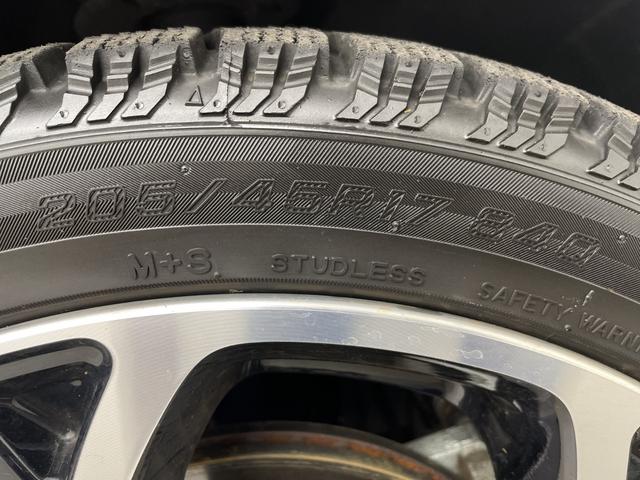 205/45R17 84Q
M+S STUDLESS SAFETY WARN